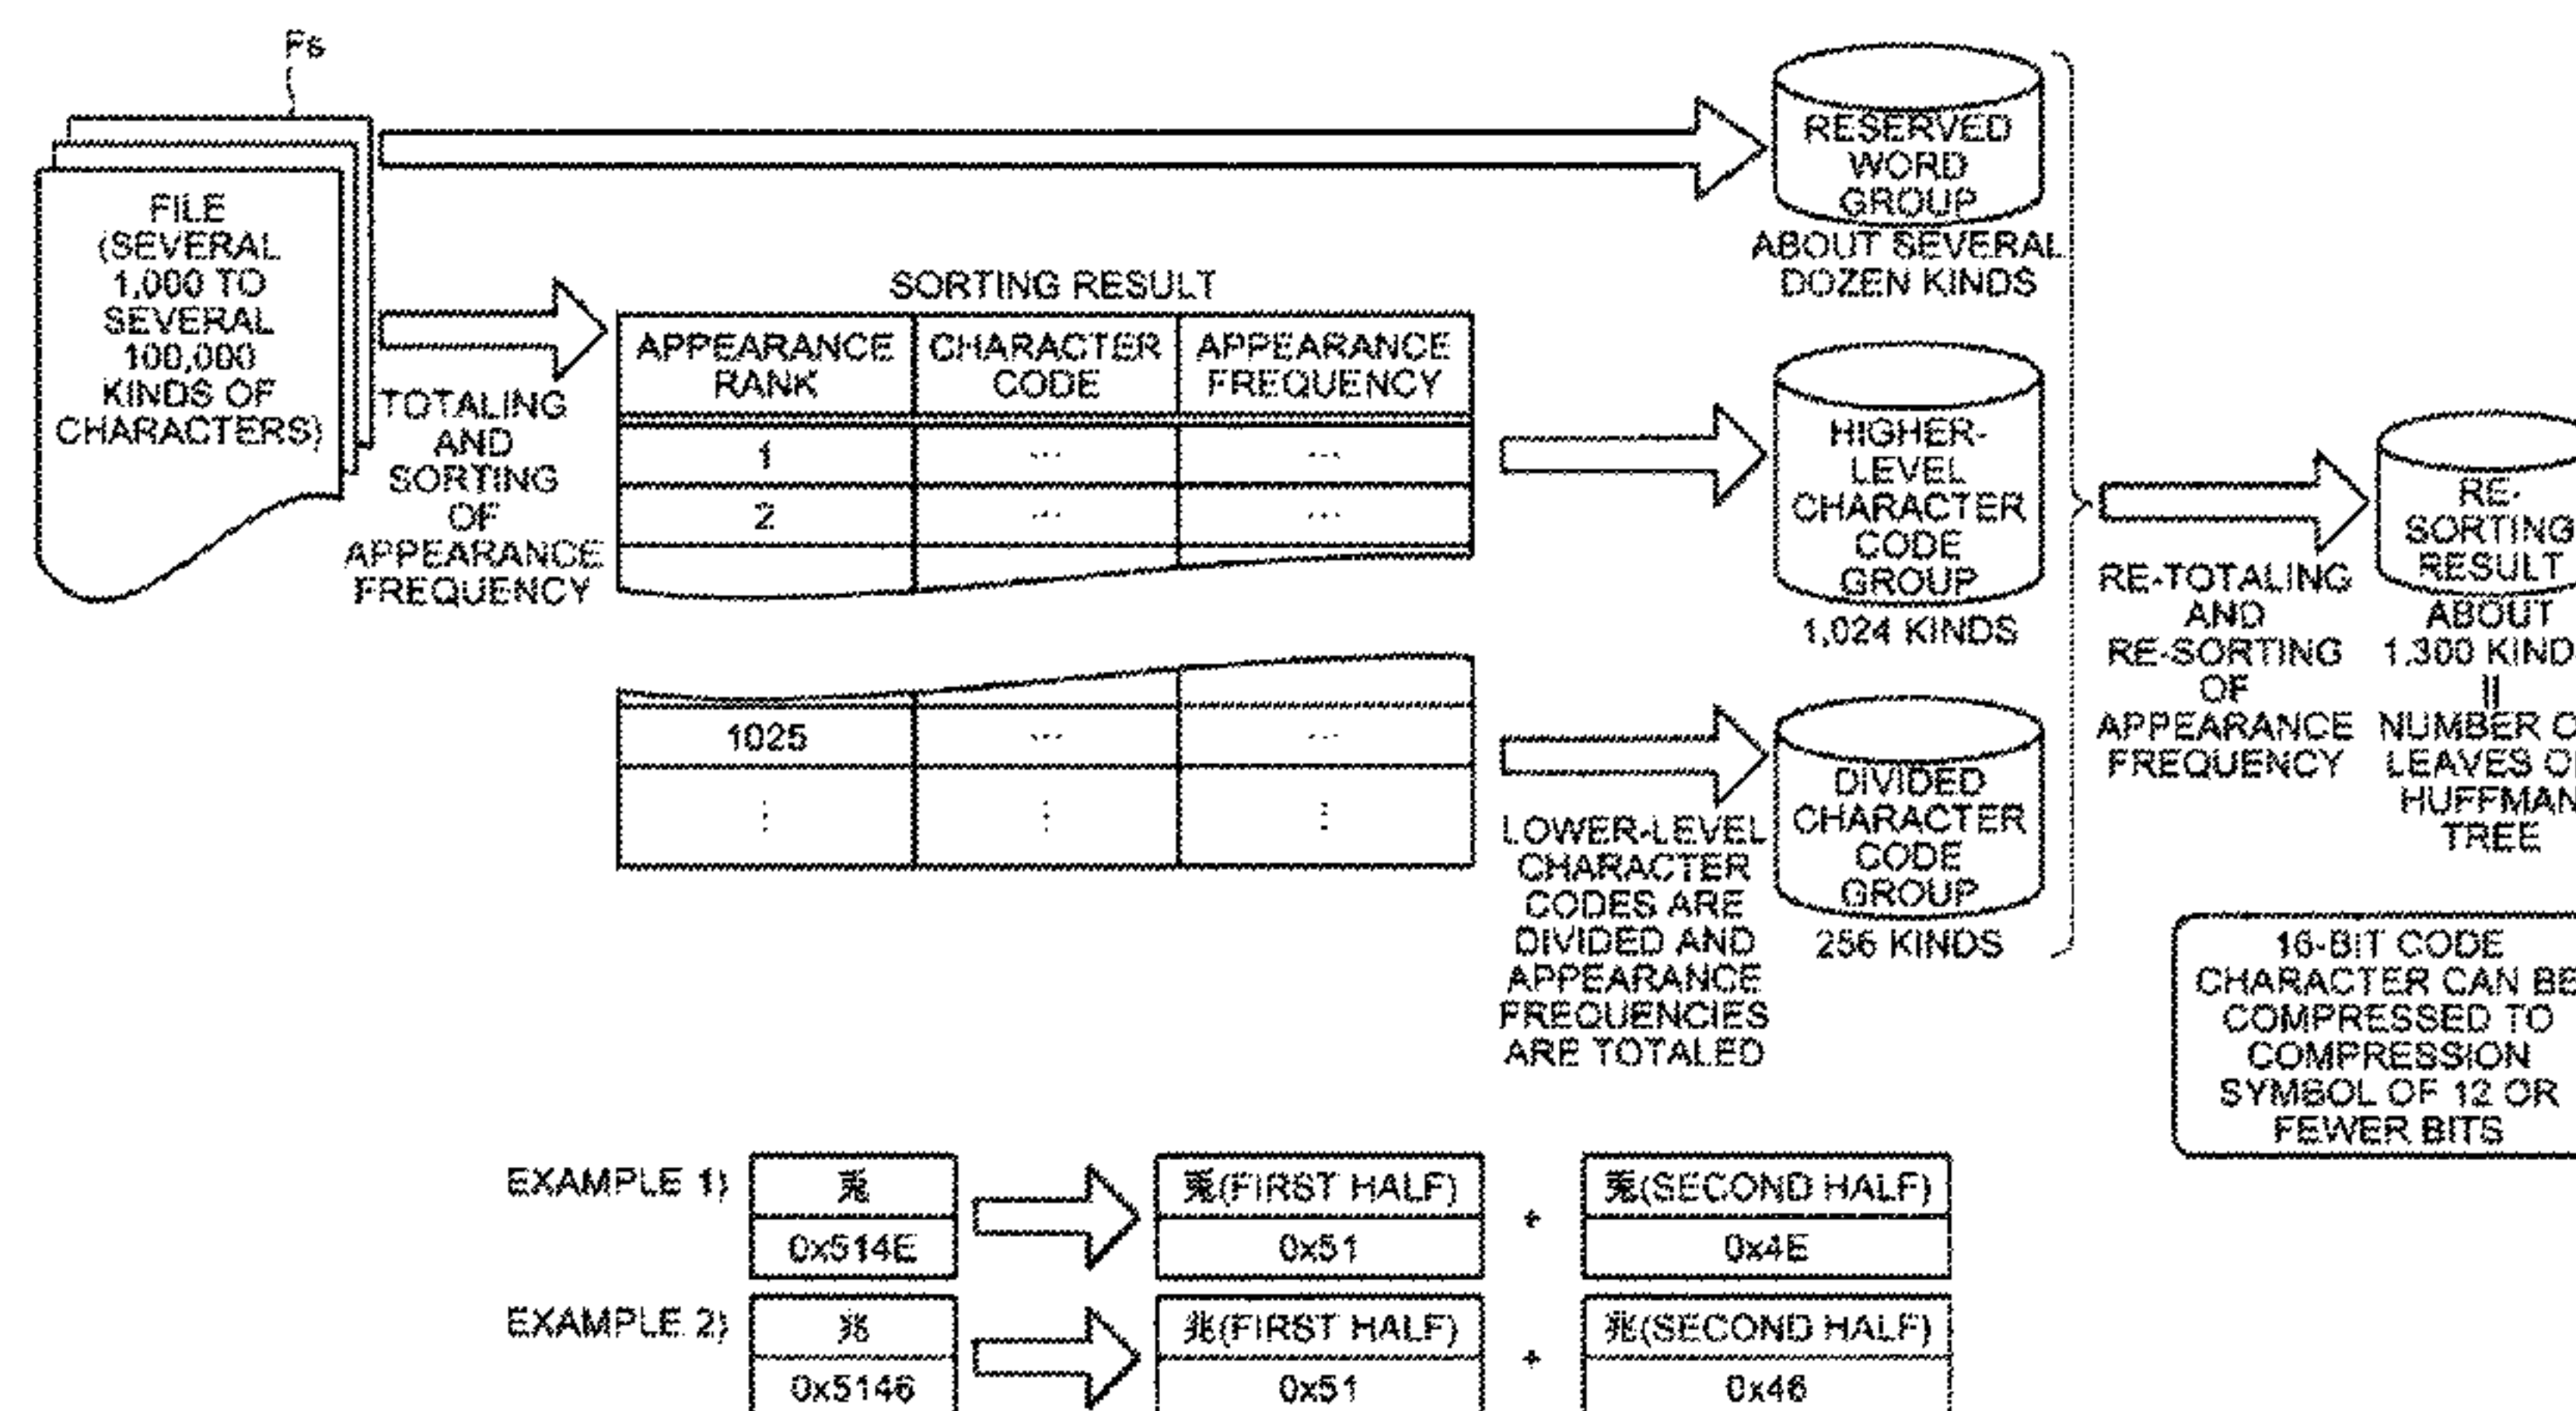 Fs
FILE
(SEVERAL
1,000 TO
SEVERAL
100,000
KINDS OF
CHARACTERS)
TOTALING
AND
SORTING
OF
APPEARANCE
FREQUENCY
SORTING RESULT
APPEARANCE RANK
CHARACTER CODE
APPEARANCE FREQUENCY
1 ... ...
2 ... ...
1025 ... ...
⋮ ⋮ ⋮
RESERVED
WORD
GROUP
ABOUT SEVERAL
DOZEN KINDS
HIGHER-
LEVEL
CHARACTER
CODE
GROUP
1,024 KINDS
LOWER-LEVEL
CHARACTER
CODES ARE
DIVIDED AND
APPEARANCE
FREQUENCIES
ARE TOTALED
DIVIDED
CHARACTER
CODE
GROUP
256 KINDS
RE-TOTALING
AND
RE-SORTING
OF
APPEARANCE
FREQUENCY
RE-
SORTING
RESULT
ABOUT
1,300 KIND
||
NUMBER
LEAVES
HUFFMAN
TREE
16-BIT CODE
CHARACTER CAN BE
COMPRESSED TO
COMPRESSION
SYMBOL OF 12 OR
FEWER BITS
EXAMPLE 1)
兎
0x514E
兎(FIRST HALF)
0x51
+
兎(SECOND HALF)
0x4E
EXAMPLE 2)
兆
0x5146
兆(FIRST HALF)
0x51
+
兆(SECOND HALF)
0x46